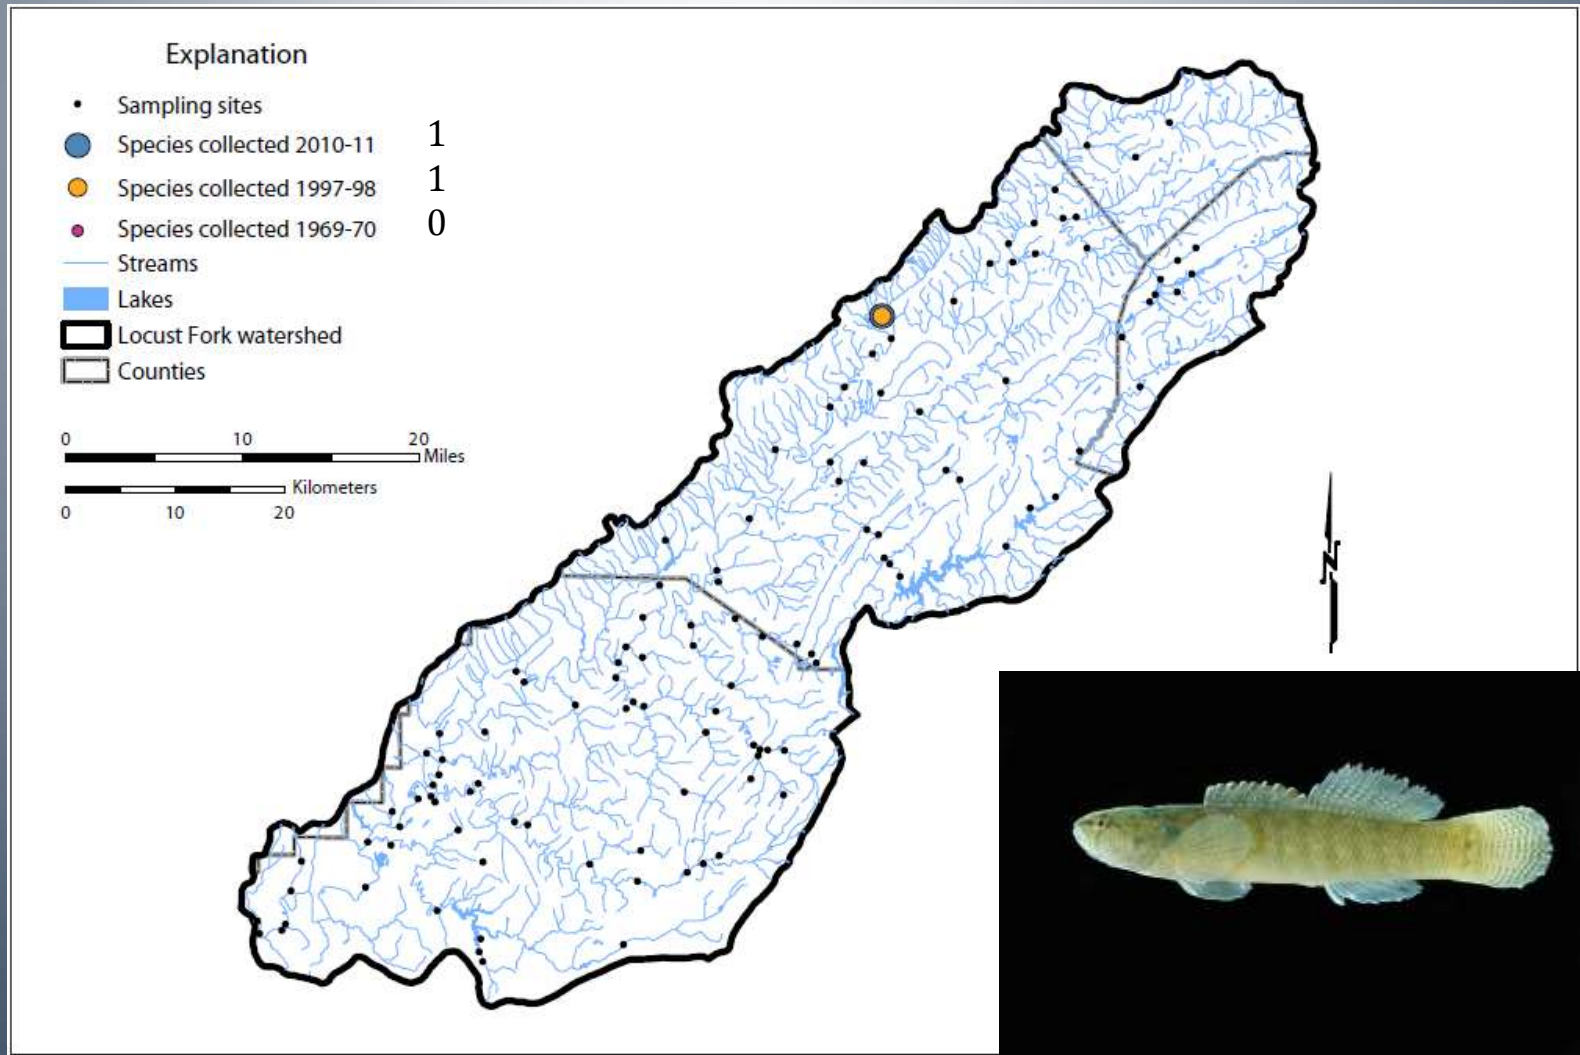 Explanation
Sampling sites
Species collected 2010-11 1
Species collected 1997-98 1
Species collected 1969-70 0
Streams
Lakes
Locust Fork watershed
Counties
0 10 20
Miles
Kilometers
0 10 20
N